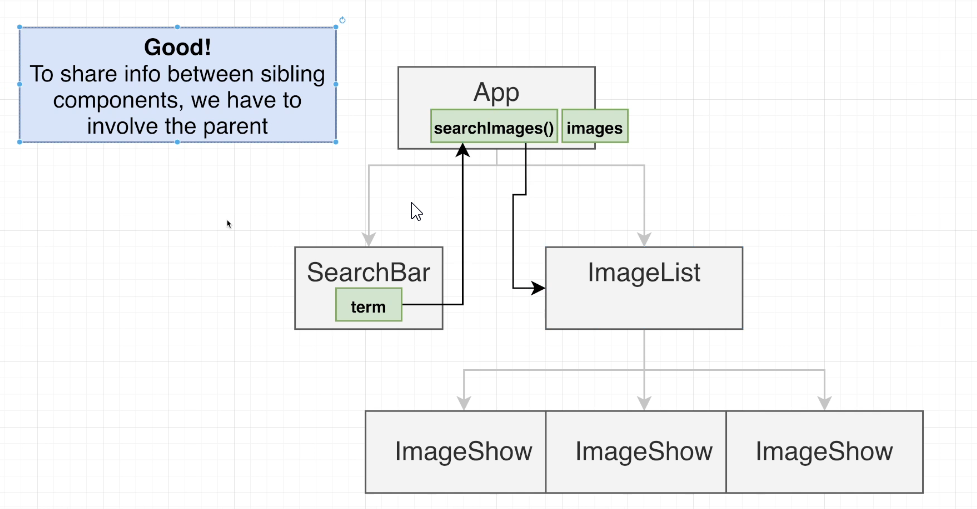 Good!
To share info between sibling
components, we have to
involve the parent
App
searchImages()
images
SearchBar
term
ImageList
ImageShow
ImageShow
ImageShow